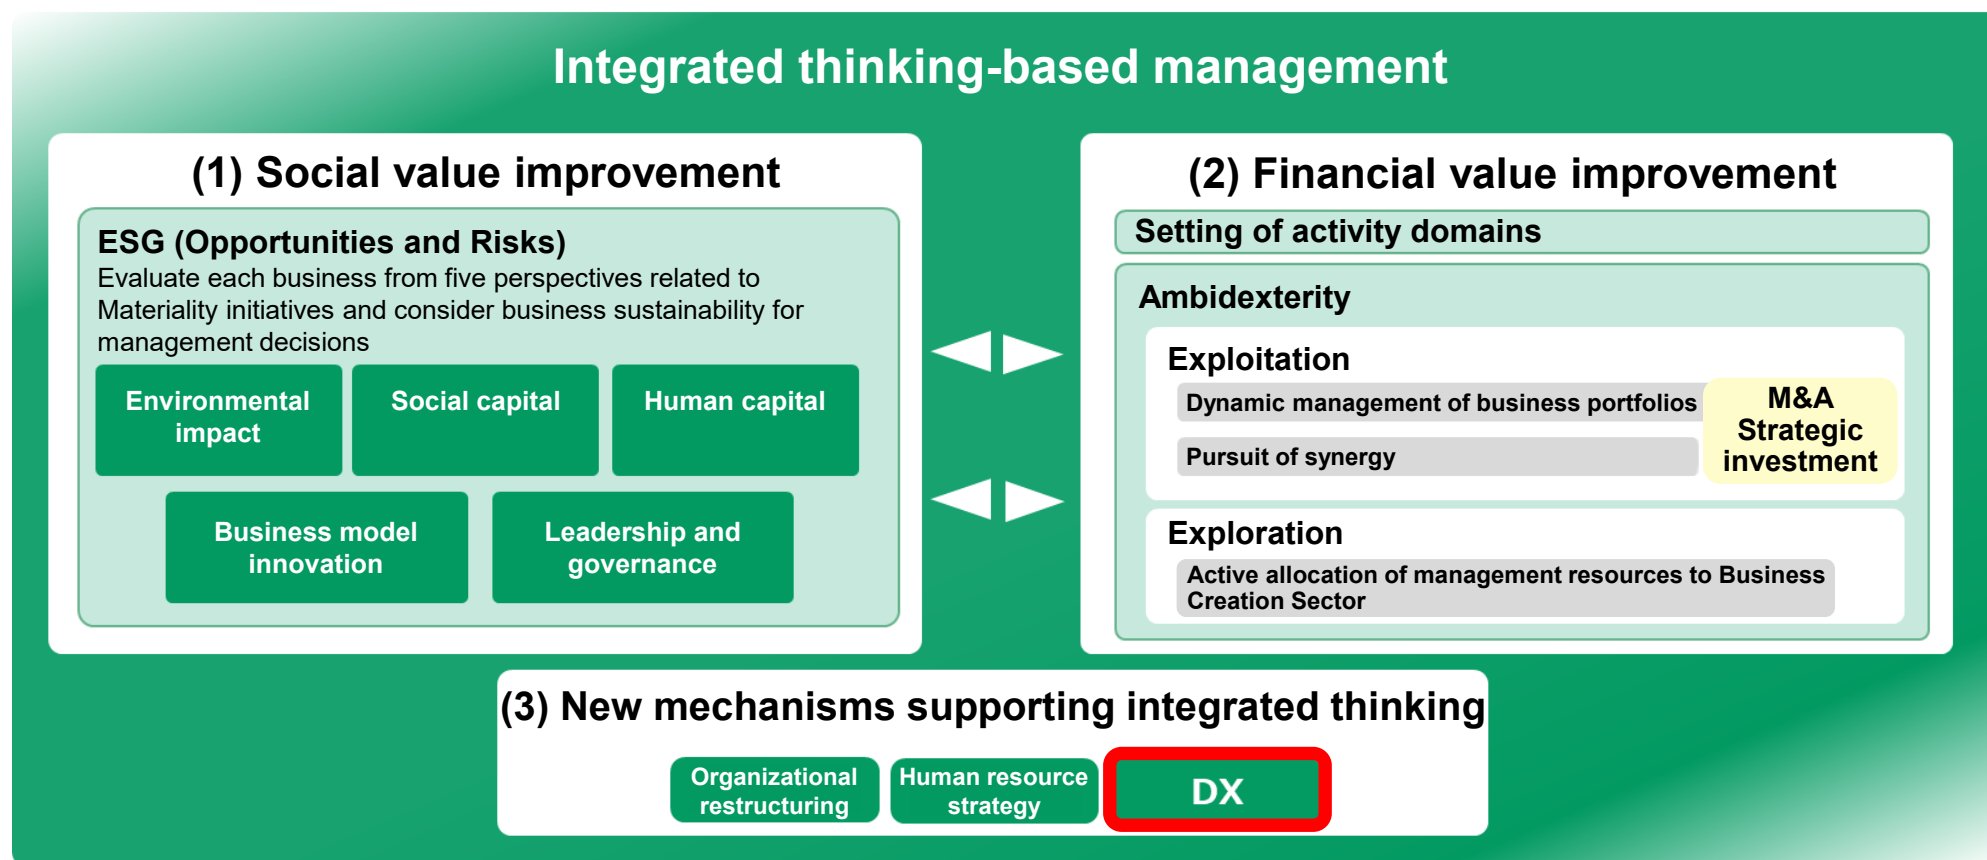 Integrated thinking-based management
(1) Social value improvement
ESG (Opportunities and Risks)
Evaluate each business from five perspectives related to
Materiality initiatives and consider business sustainability for
management decisions
Environmental
impact
Social capital
Human capital
Business model
innovation
Leadership and
governance
(2) Financial value improvement
Setting of activity domains
Ambidexterity
Exploitation
Dynamic management of business portfolios
Pursuit of synergy
M&A
Strategic
investment
Exploration
Active allocation of management resources to Business
Creation Sector
(3) New mechanisms supporting integrated thinking
Organizational
restructuring
Human resource
strategy
DX